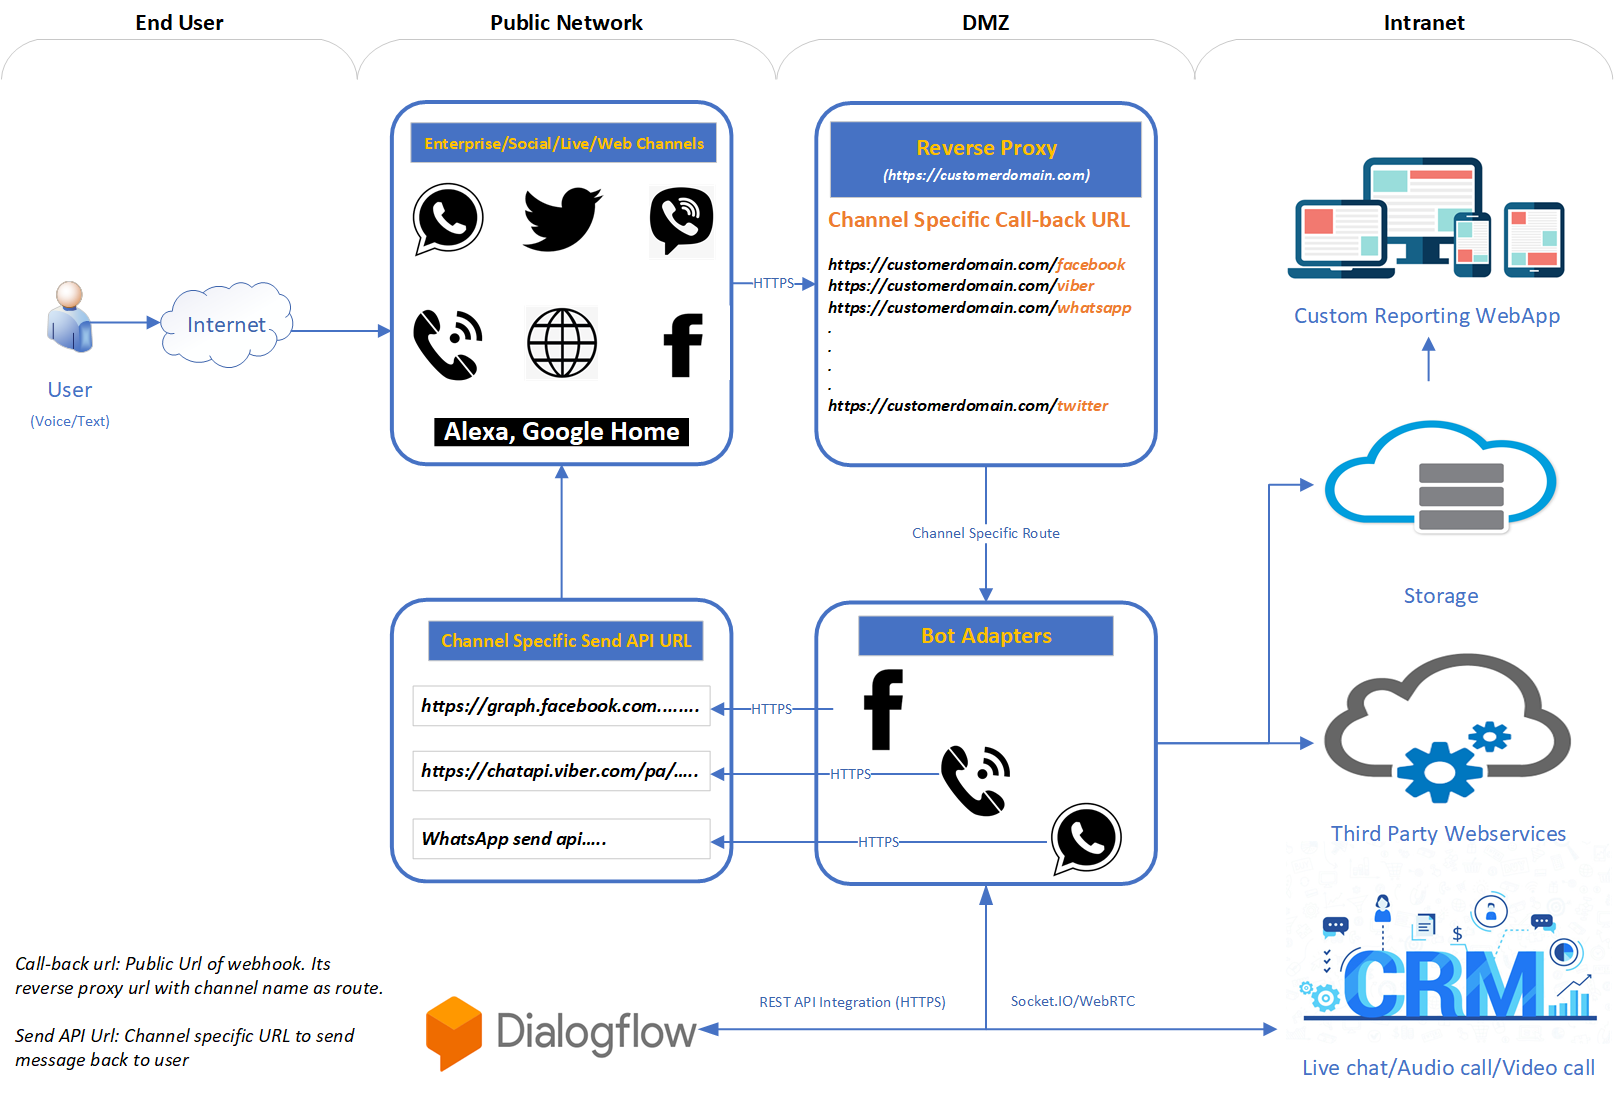 End User
Public Network
DMZ
Intranet
Enterprise/Social/Live/Web Channels
Alexa, Google Home
Reverse Proxy
(https://customerdomain.com)
Channel Specific Call-back URL
https://customerdomain.com/facebook
https://customerdomain.com/viber
https://customerdomain.com/whatsapp
.
.
.
.
https://customerdomain.com/twitter
HTTPS
Internet
User
(Voice/Text)
Custom Reporting WebApp
Channel Specific Route
Storage
Channel Specific Send API URL
https://graph.facebook.com........
https://chatapi.viber.com/pa/.....
WhatsApp send api.....
Bot Adapters
HTTPS
HTTPS
HTTPS
Third Party Webservices
$
CRM
Call-back url: Public Url of webhook. Its
reverse proxy url with channel name as route.
Send API Url: Channel specific URL to send
message back to user
Dialogflow
REST API Integration (HTTPS)
Socket.IO/WebRTC
Live chat/Audio call/Video call